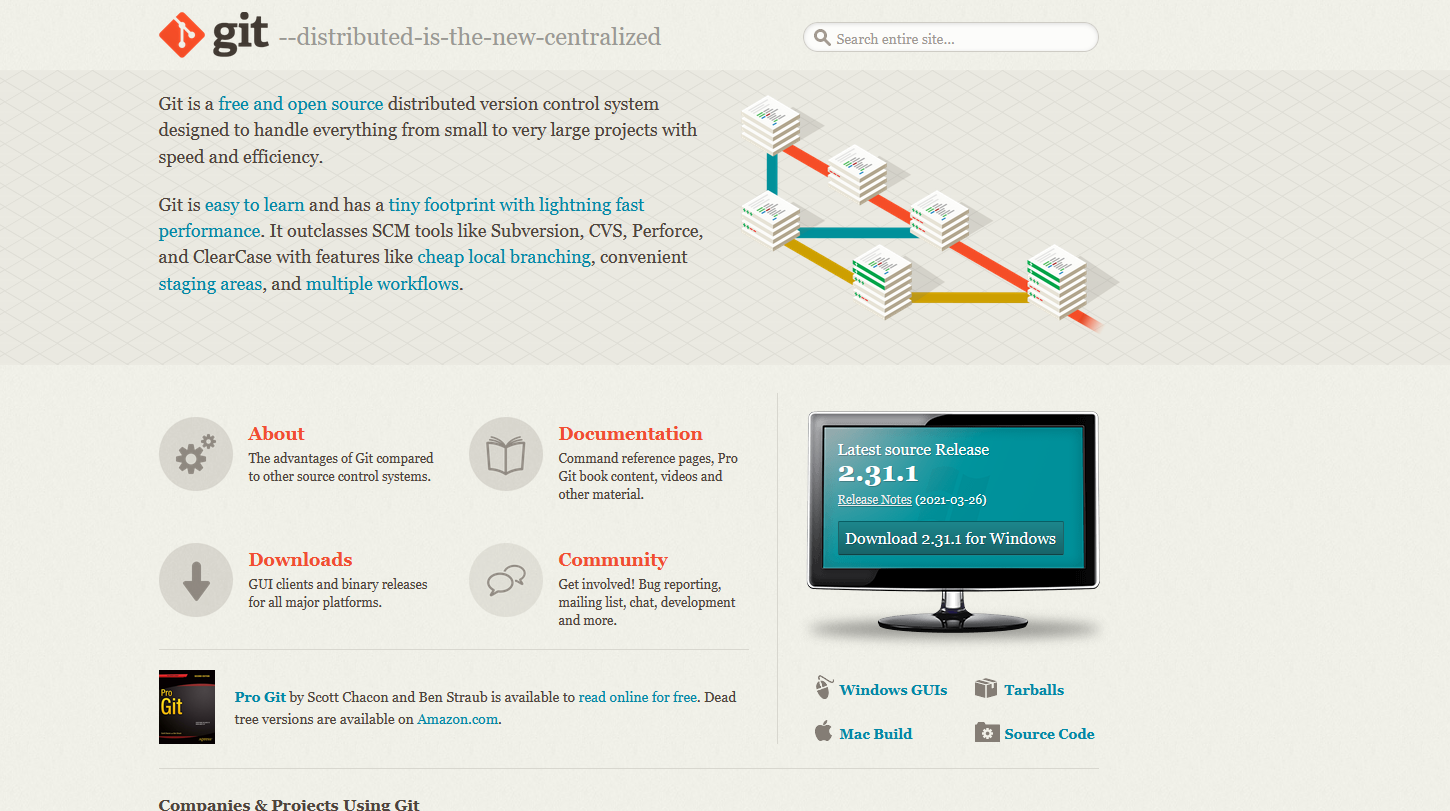 git --distributed-is-the-new-centralized
Search entire site...
Git is a free and open source distributed version control system
designed to handle everything from small to very large projects with
speed and efficiency.
Git is easy to learn and has a tiny footprint with lightning fast
performance. It outclasses SCM tools like Subversion, CVS, Perforce,
and ClearCase with features like cheap local branching, convenient
staging areas, and multiple workflows.
About
The advantages of Git compared
to other source control systems.
Documentation
Command reference pages, Pro
Git book content, videos and
other material.
Downloads
GUI clients and binary releases
for all major platforms.
Community
Get involved! Bug reporting,
mailing list, chat, development
and more.
Pro
Git
Pro Git by Scott Chacon and Ben Straub is available to read online for free. Dead
tree versions are available on Amazon.com.
Latest source Release
2.31.1
Release Notes (2021-03-26)
Download 2.31.1 for Windows
Windows GUIs
Tarballs
Mac Build
Source Code
Companies & Projects Using Git